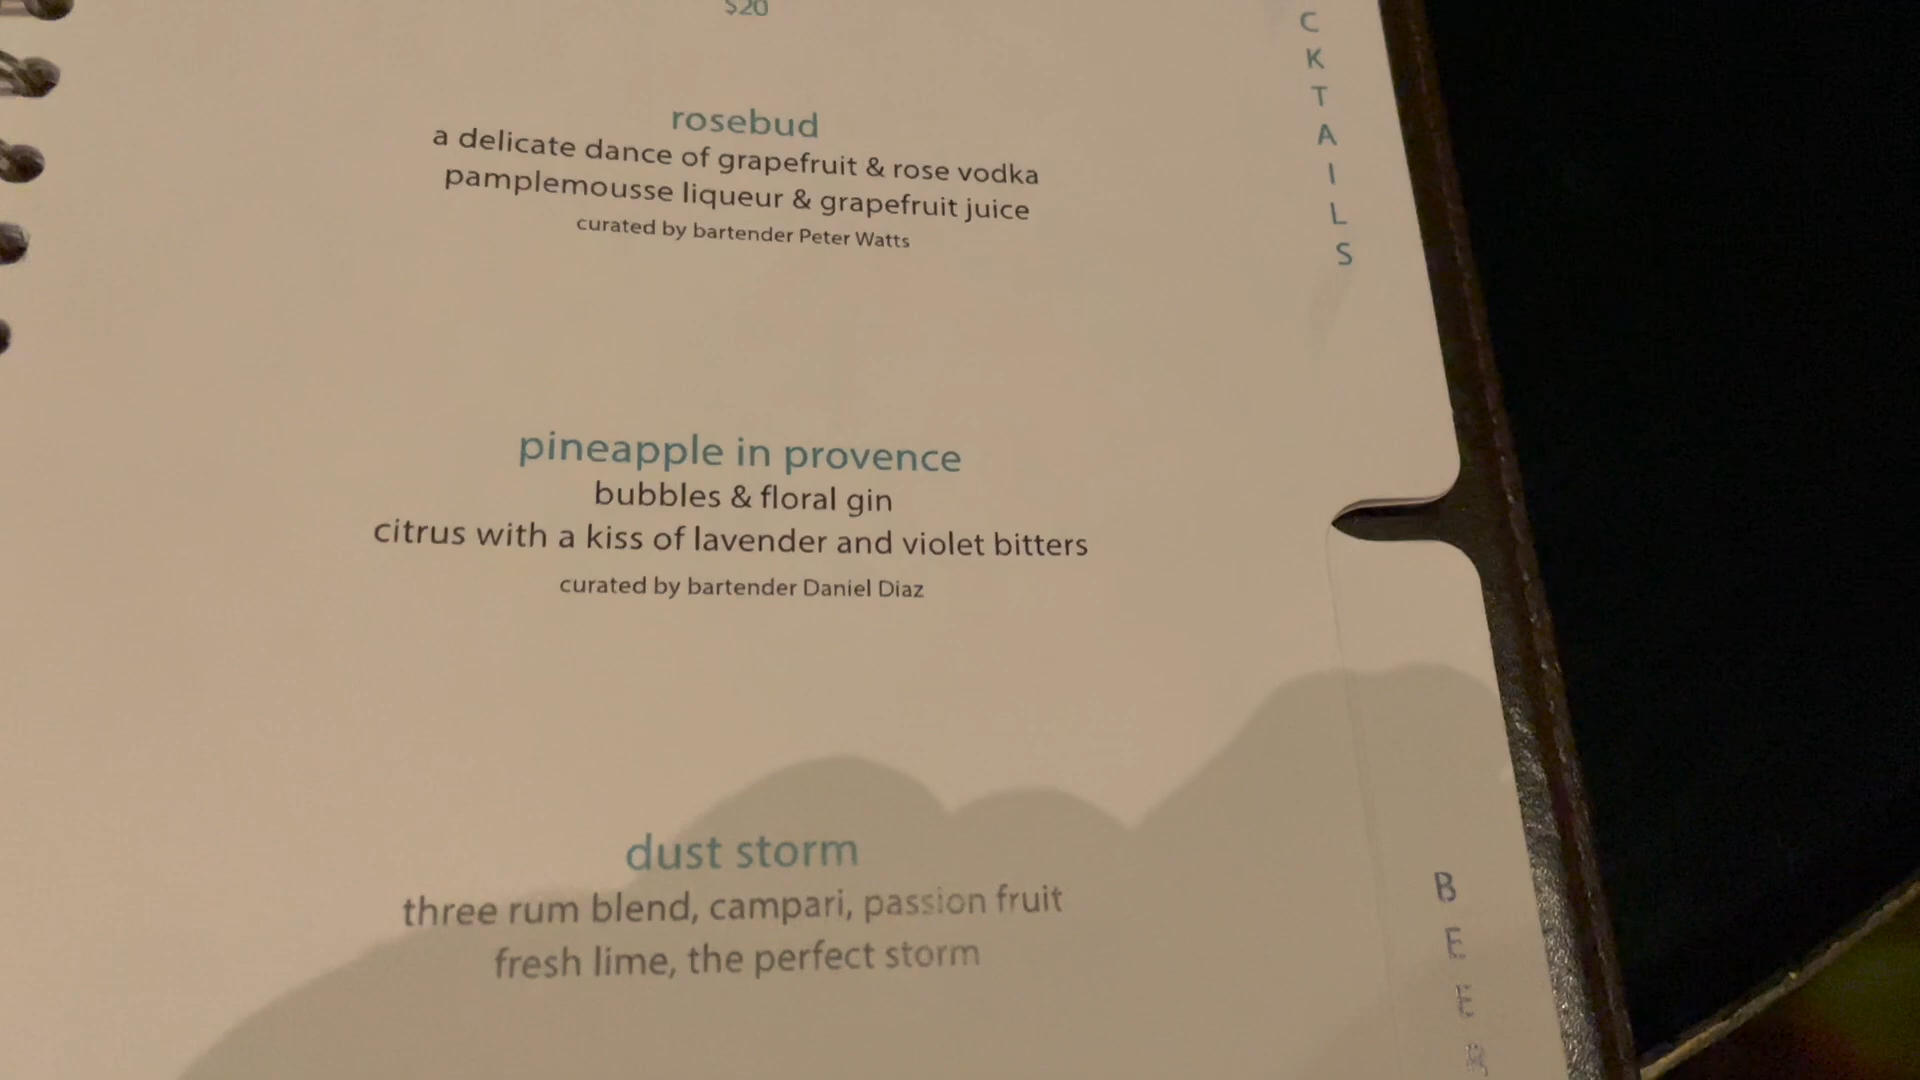 $20
rosebud
a delicate dance of grapefruit & rose vodka
pamplemousse liqueur & grapefruit juice
curated by bartender Peter Watts
pineapple in provence
bubbles & floral gin
citrus with a kiss of lavender and violet bitters
curated by bartender Daniel Diaz
dust storm
three rum blend, campari, passion fruit
fresh lime, the perfect storm
CKTAILS
BEER